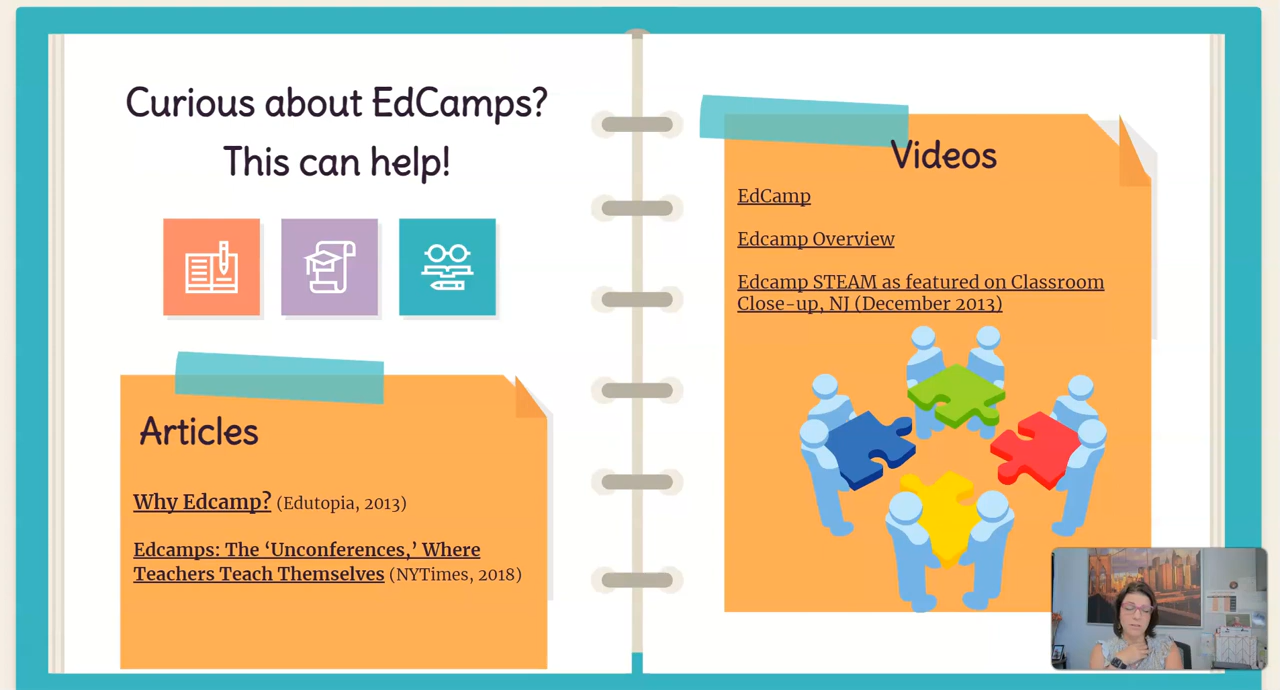 Curious about EdCamps?
This can help!
Articles
Why Edcamp? (Edutopia, 2013)
Edcamps: The ‘Unconferences,’ Where
Teachers Teach Themselves (NYTimes, 2018)
Videos
EdCamp
Edcamp Overview
Edcamp STEAM as featured on Classroom
Close-up, NJ (December 2013)